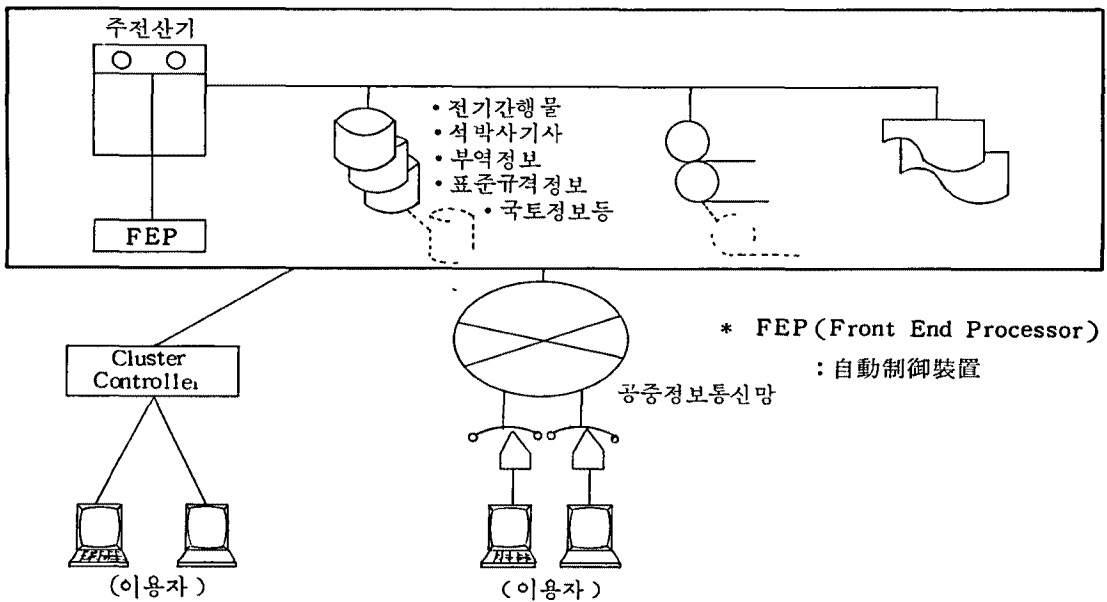 주전산기
• 전기간행물
• 석박사기사
• 부역정보
• 표준규격정보
• 국토정보등
FEP
* FEP(Front End Processor)
: 自動制御裝置
Cluster
Controller
공중정보통신망
(이용자)
(이용자)